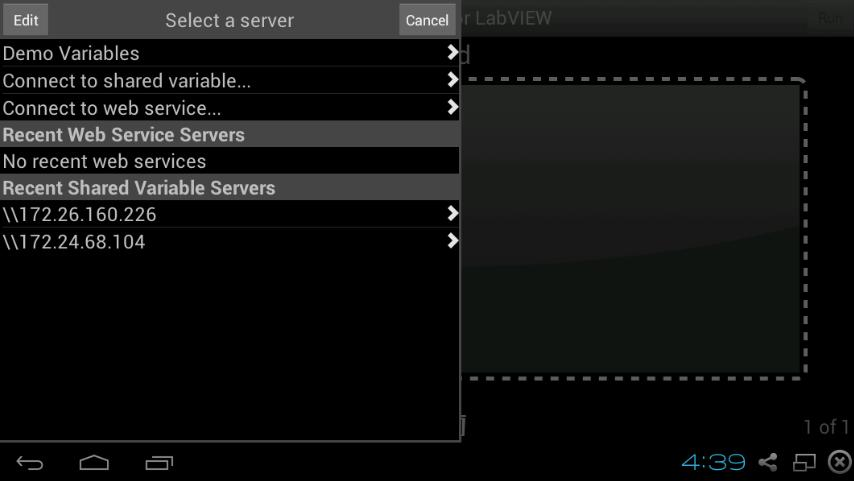 Edit Select a server Cancel
or LabVIEW Run
d
Demo Variables
Connect to shared variable...
Connect to web service...
Recent Web Service Servers
No recent web services
Recent Shared Variable Servers
\\172.26.160.226
\\172.24.68.104
1 of 1
4:39